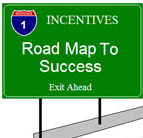 INCENTIVES
1
Road Map To
Success
Exit Ahead